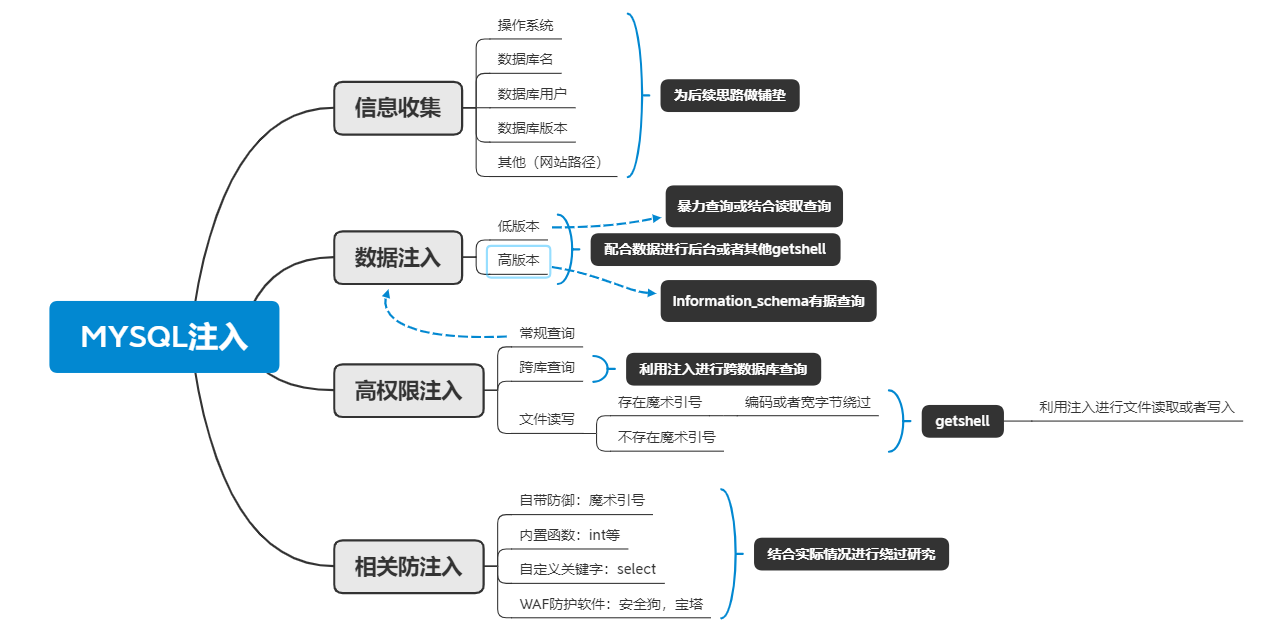 MYSQL注入
信息收集
操作系统
数据库名
数据库用户
数据库版本
其他（网站路径）
为后续思路做铺垫
数据注入
低版本
高版本
暴力查询或结合读取查询
配合数据进行后台或者其他getshell
Information_schema有据查询
高权限注入
常规查询
跨库查询
利用注入进行跨数据库查询
文件读写
存在魔术引号
编码或者宽字节绕过
不存在魔术引号
getshell
利用注入进行文件读取或者写入
相关防注入
自带防御：魔术引号
内置函数：int等
自定义关键字：select
WAF防护软件：安全狗，宝塔
结合实际情况进行绕过研究